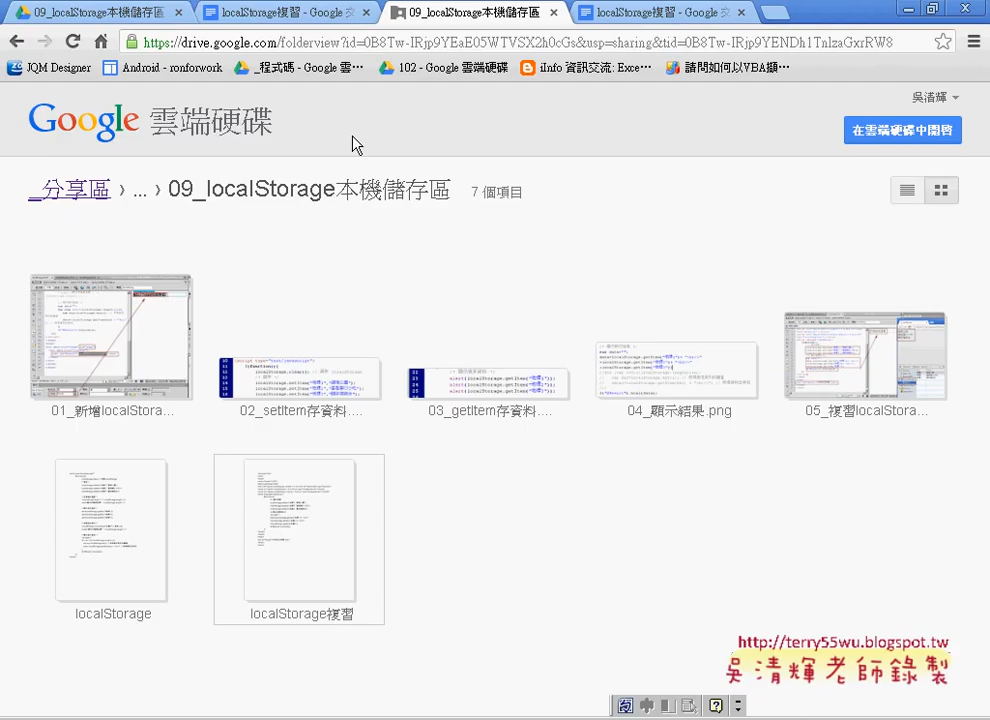 09_localStorage本機儲存區
localStorage複習 - Google 文
09_localStorage本機儲存區
localStorage複習 - Google 文
https://drive.google.com/folderview?id=0B8Tw-IRjp9YEaE05WTVSX2h0cGs&usp=sharing&tid=0B8Tw-IRjp9YENDh1TnlzaGxrRW8
JQM Designer
Android - ronforwork
_程式碼 - Google 雲…
102 - Google 雲端硬碟
iInfo 資訊交流: Exce…
請問如何以VBA擷…
吳清輝
Google 雲端硬碟
在雲端硬碟中開啓
_分享區 › ... › 09_localStorage本機儲存區 7 個項目
01_新增localStora...
02_setItem存資料....
03_getItem存資料....
04_顯示結果.png
05_複習localStora...
localStorage
localStorage複習
http://terry55wu.blogspot.tw
吳清輝老師錄製